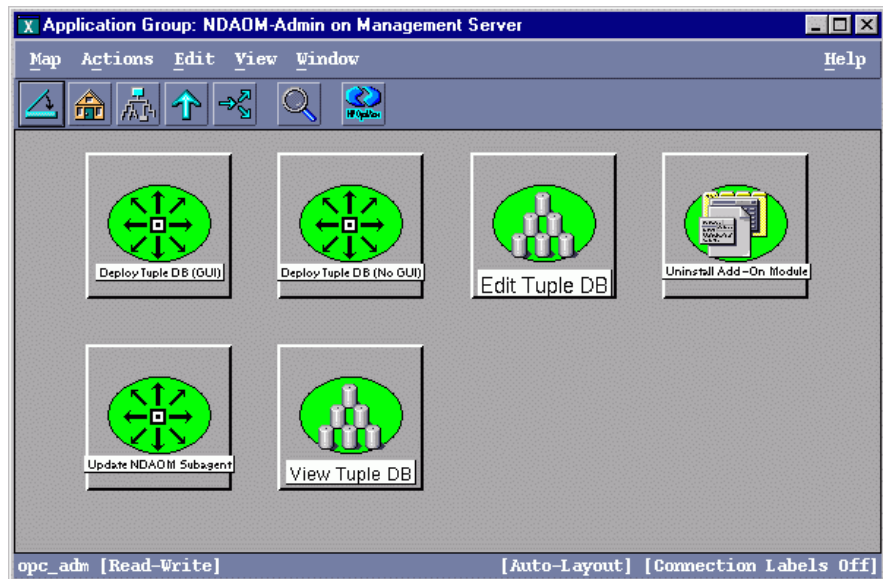 X Application Group: NDAOM-Admin on Management Server
Map Actions Edit View Window Help
HP OpenView
Deploy Tuple DB (GUI) Deploy Tuple DB (No GUI) Edit Tuple DB Uninstall Add-On Module
Update NDAOM Subagent View Tuple DB
opc_adm [Read-Write] [Auto-Layout] [Connection Labels Off]